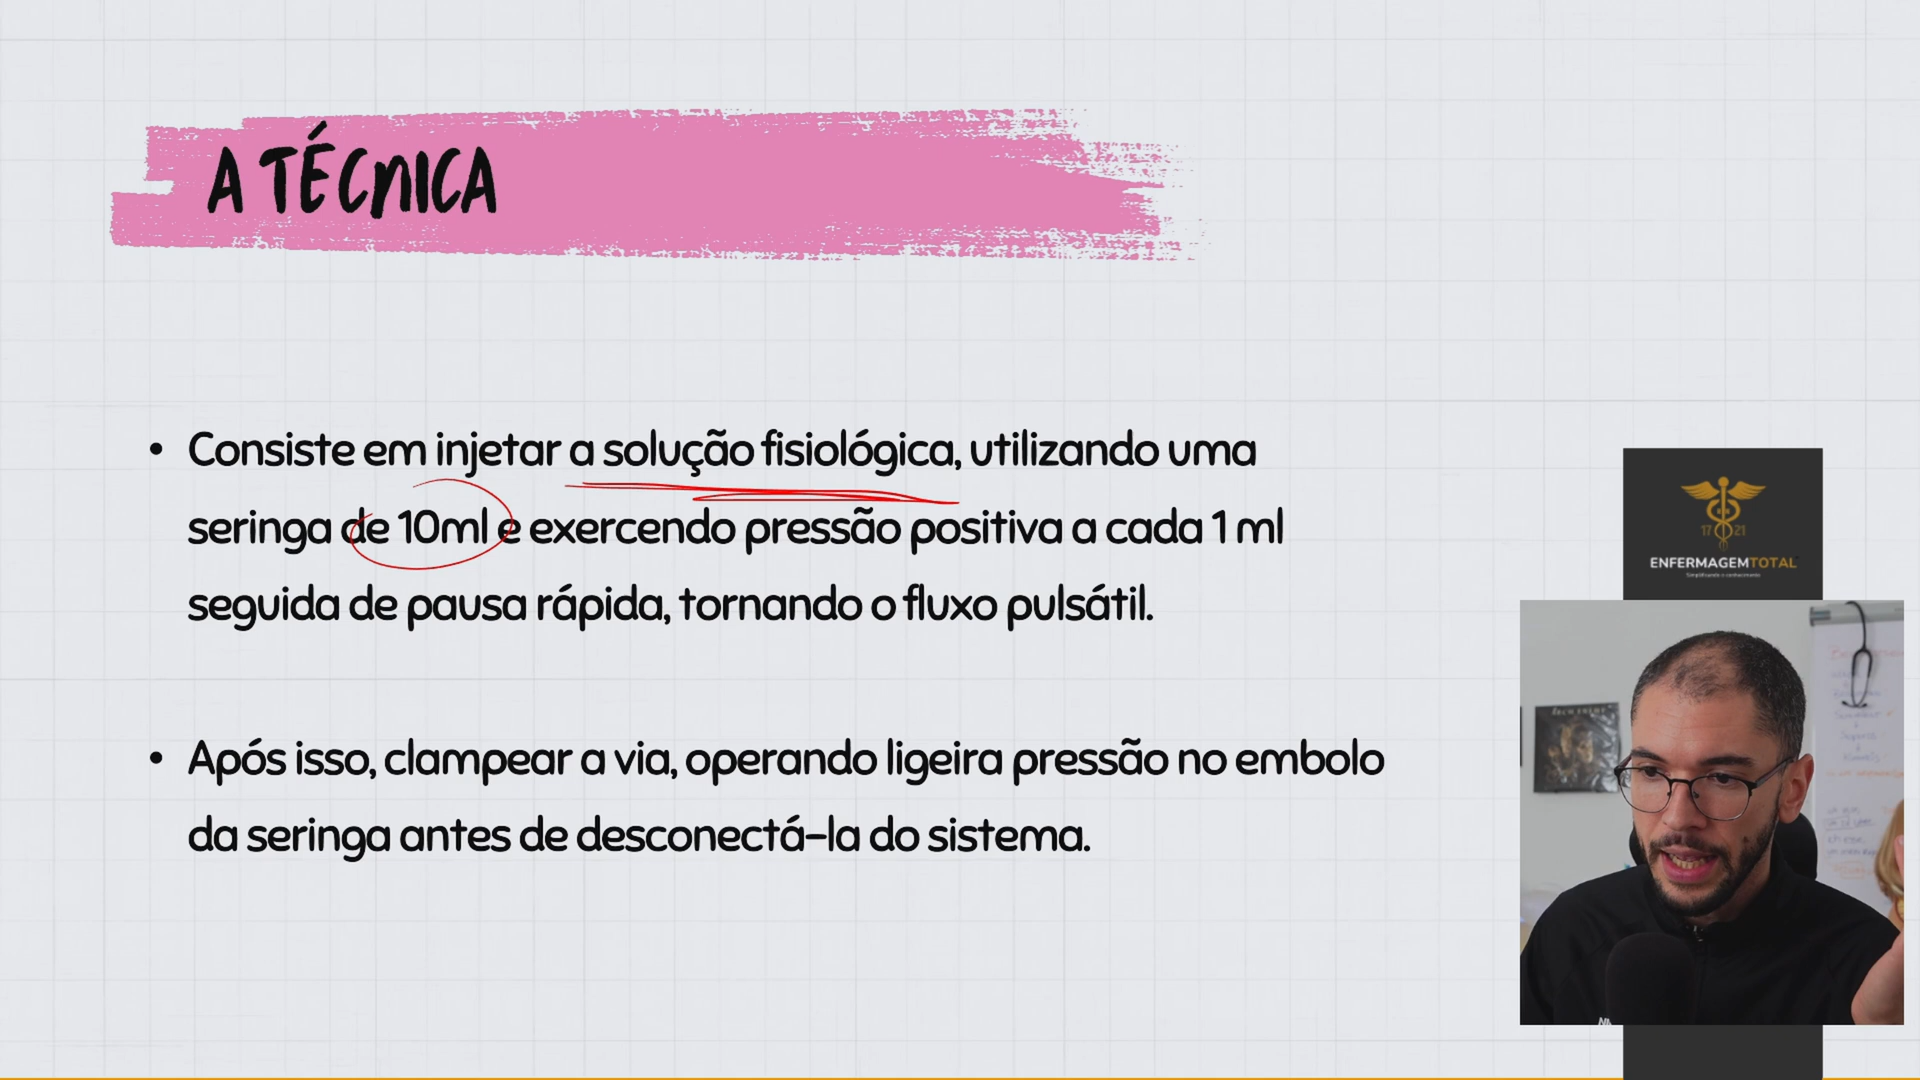 A TÉCNICA
• Consiste em injetar a solução fisiológica, utilizando uma
seringa de 10ml e exercendo pressão positiva a cada 1 ml
seguida de pausa rápida, tornando o fluxo pulsátil.
• Após isso, clampear a via, operando ligeira pressão no embolo
da seringa antes de desconectá-la do sistema.
17 21
ENFERMAGEMTOTAL